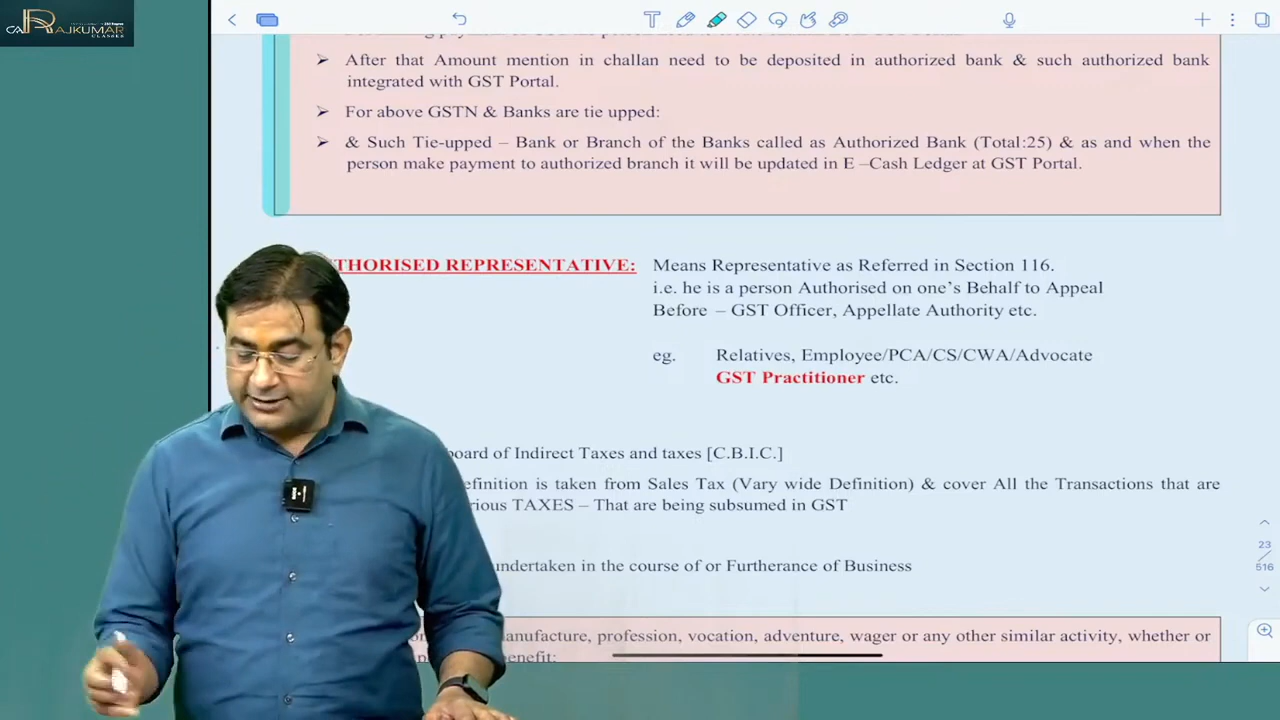 CA RAJKUMAR
CLASSES
➢ After that Amount mention in challan need to be deposited in authorized bank & such authorized bank
integrated with GST Portal.
➢ For above GSTN & Banks are tie upped:
➢ & Such Tie-upped – Bank or Branch of the Banks called as Authorized Bank (Total:25) & as and when the
person make payment to authorized branch it will be updated in E –Cash Ledger at GST Portal.
THORISED REPRESENTATIVE: Means Representative as Referred in Section 116.
i.e. he is a person Authorised on one's Behalf to Appeal
Before – GST Officer, Appellate Authority etc.
eg. Relatives, Employee/PCA/CS/CWA/Advocate
GST Practitioner etc.
oard of Indirect Taxes and taxes [C.B.I.C.]
efinition is taken from Sales Tax (Vary wide Definition) & cover All the Transactions that are
rious TAXES – That are being subsumed in GST
ndertaken in the course of or Furtherance of Business
anufacture, profession, vocation, adventure, wager or any other similar activity, whether or
benefit:
23
516